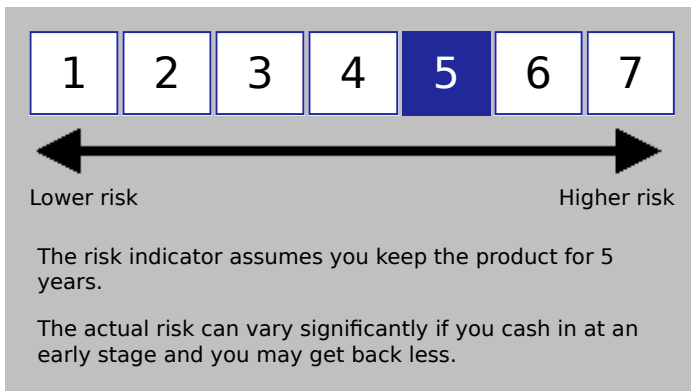 1 2 3 4 5 6 7
Lower risk Higher risk
The risk indicator assumes you keep the product for 5
years.
The actual risk can vary significantly if you cash in at an
early stage and you may get back less.